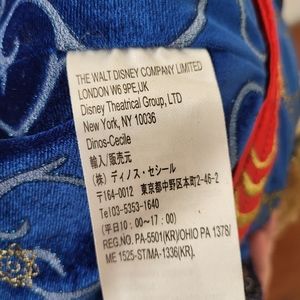 THE WALT DISNEY COMPANY LIMITED
LONDON W6 9PE,UK
Disney Theatrical Group, LTD
New York, NY 10036
Dinos-Cecile
輸入/販売元
(株) ディノス・セシール
〒164-0012 東京都中野区本町2-46-2
TEL 03-5353-1640
(平日10:00〜17:00)
REG.NO. PA-5501(KR)/OHIO PA 1378/
ME 1525-ST/MA-1336(KR).